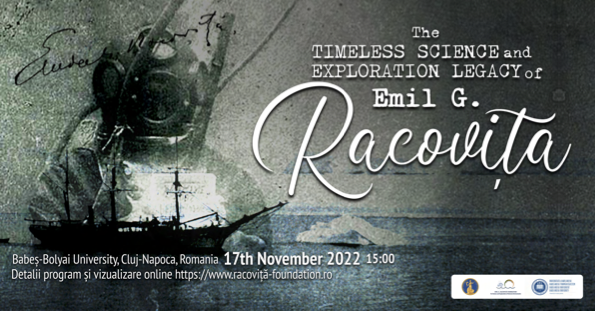 The
TIMELESS SCIENCE and
EXPLORATION LEGACY of
Emil G.
Racovița
Babeș-Bolyai University, Cluj-Napoca, Romania 17th November 2022 15:00
Detalii program și vizualizare online https://www.racoviță-foundation.ro